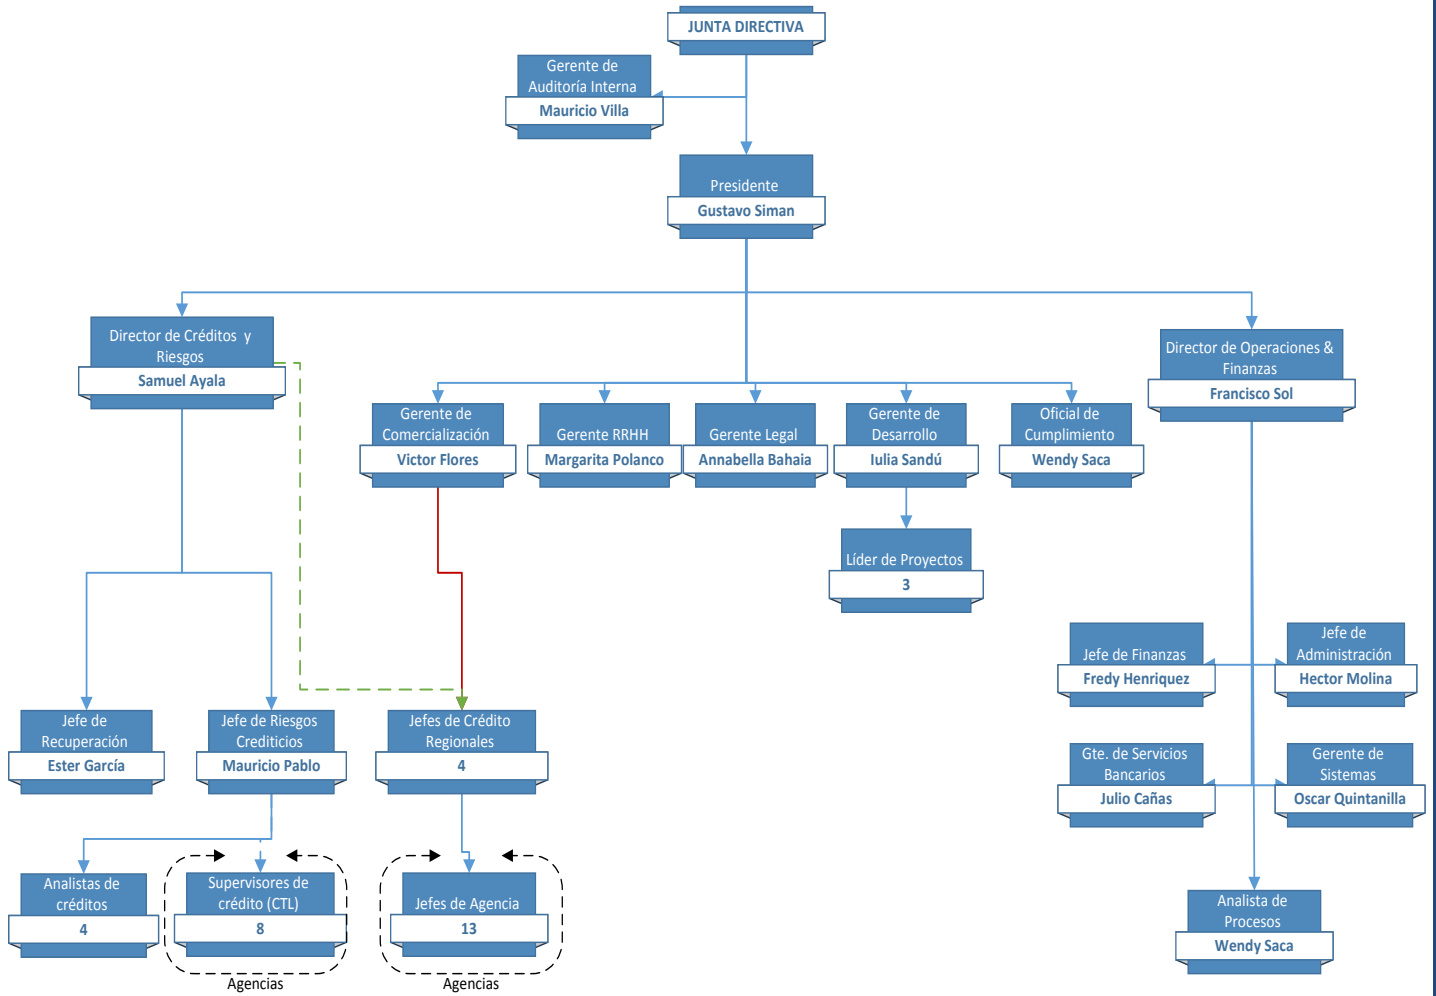 JUNTA DIRECTIVA
Gerente de
Auditoría Interna
Mauricio Villa
Presidente
Gustavo Siman
Director de Créditos y
Riesgos
Samuel Ayala
Director de Operaciones &
Finanzas
Francisco Sol
Gerente de
Comercialización
Victor Flores
Gerente RRHH
Margarita Polanco
Gerente Legal
Annabella Bahaia
Gerente de
Desarrollo
Iulia Sandú
Oficial de
Cumplimiento
Wendy Saca
Líder de Proyectos
3
Jefe de Finanzas
Fredy Henriquez
Jefe de
Administración
Hector Molina
Jefe de
Recuperación
Ester García
Jefe de Riesgos
Crediticios
Mauricio Pablo
Jefes de Crédito
Regionales
4
Gte. de Servicios
Bancarios
Julio Cañas
Gerente de
Sistemas
Oscar Quintanilla
Analistas de
créditos
4
Supervisores de
crédito (CTL)
8
Agencias
Jefes de Agencia
13
Agencias
Analista de
Procesos
Wendy Saca